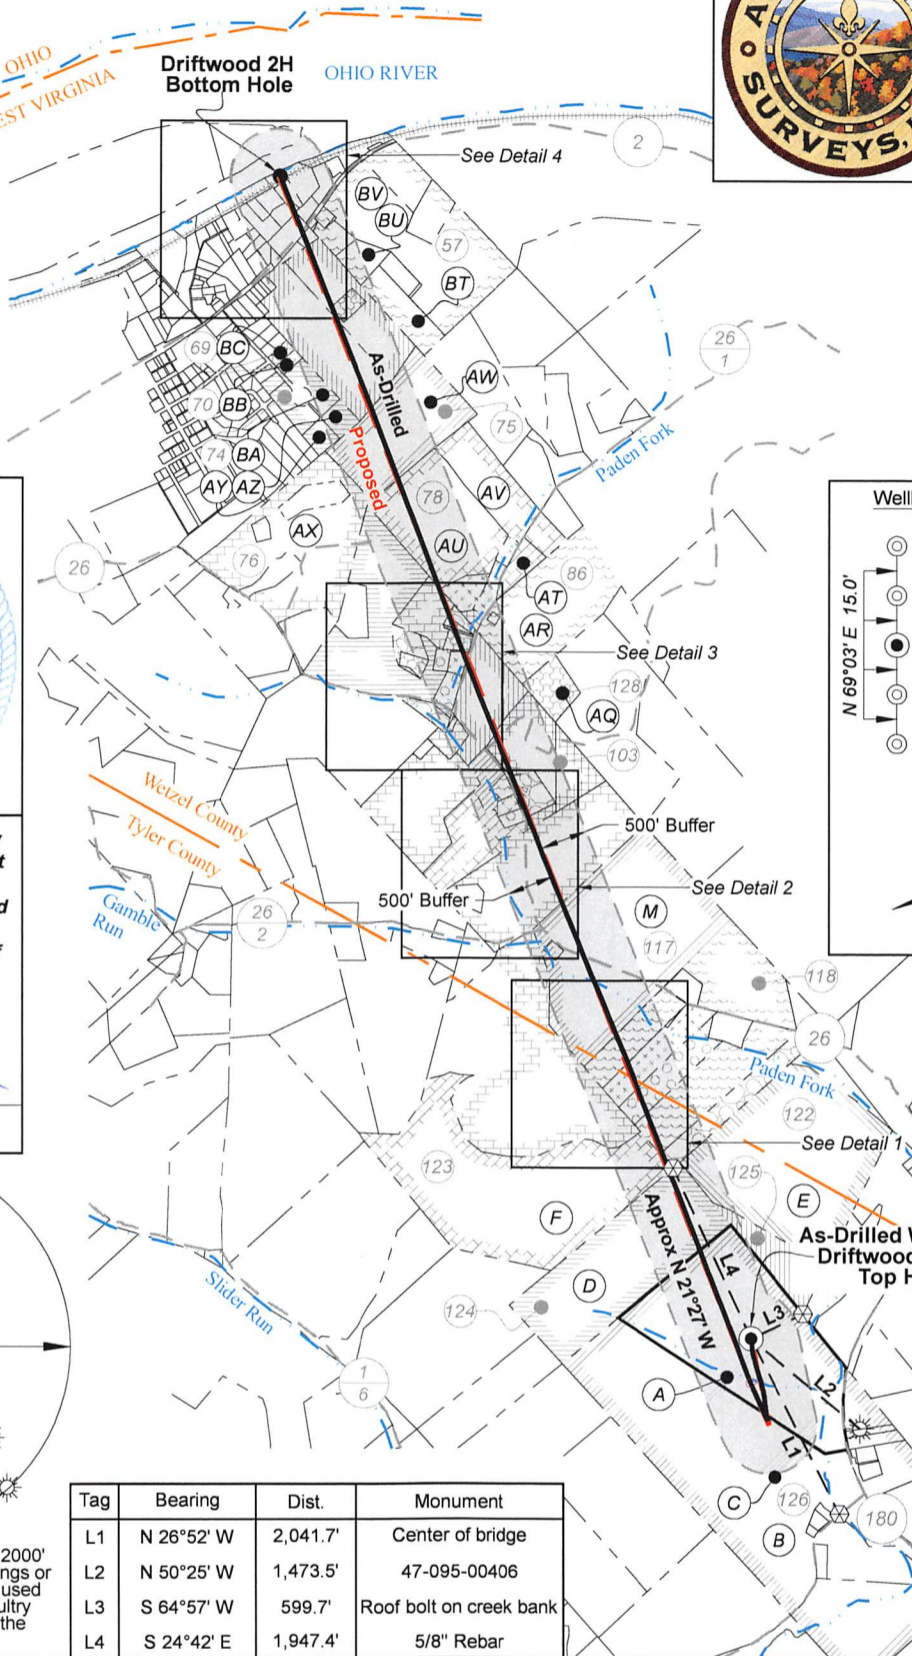 OHIO
WEST VIRGINIA
Driftwood 2H
Bottom Hole
OHIO RIVER
SURVEYS,
2
See Detail 4
BV
BU
57
BT
26
1
69
BC
As-Drilled
AW
70
BB
75
Proposed
Paden Fork
74
BA
AY
AZ
78
AV
AX
AU
76
26
86
AT
AR
See Detail 3
128
AQ
103
N 69°03' E 15.0'
Wetzel County
Tyler County
500' Buffer
500' Buffer
See Detail 2
Gamble
Run
26
2
M
117
118
26
Paden Fork
122
See Detail 1
123
125
F
E
Approx N 21°27' W
L4
As-Drilled
Driftwood
Top
D
124
L3
Slider Run
1
6
A
L2
L1
C
126
B
180
2000'
ngs or
used
ultry
the
Tag Bearing Dist. Monument
L1 N 26°52' W 2,041.7' Center of bridge
L2 N 50°25' W 1,473.5' 47-095-00406
L3 S 64°57' W 599.7' Roof bolt on creek bank
L4 S 24°42' E 1,947.4' 5/8" Rebar